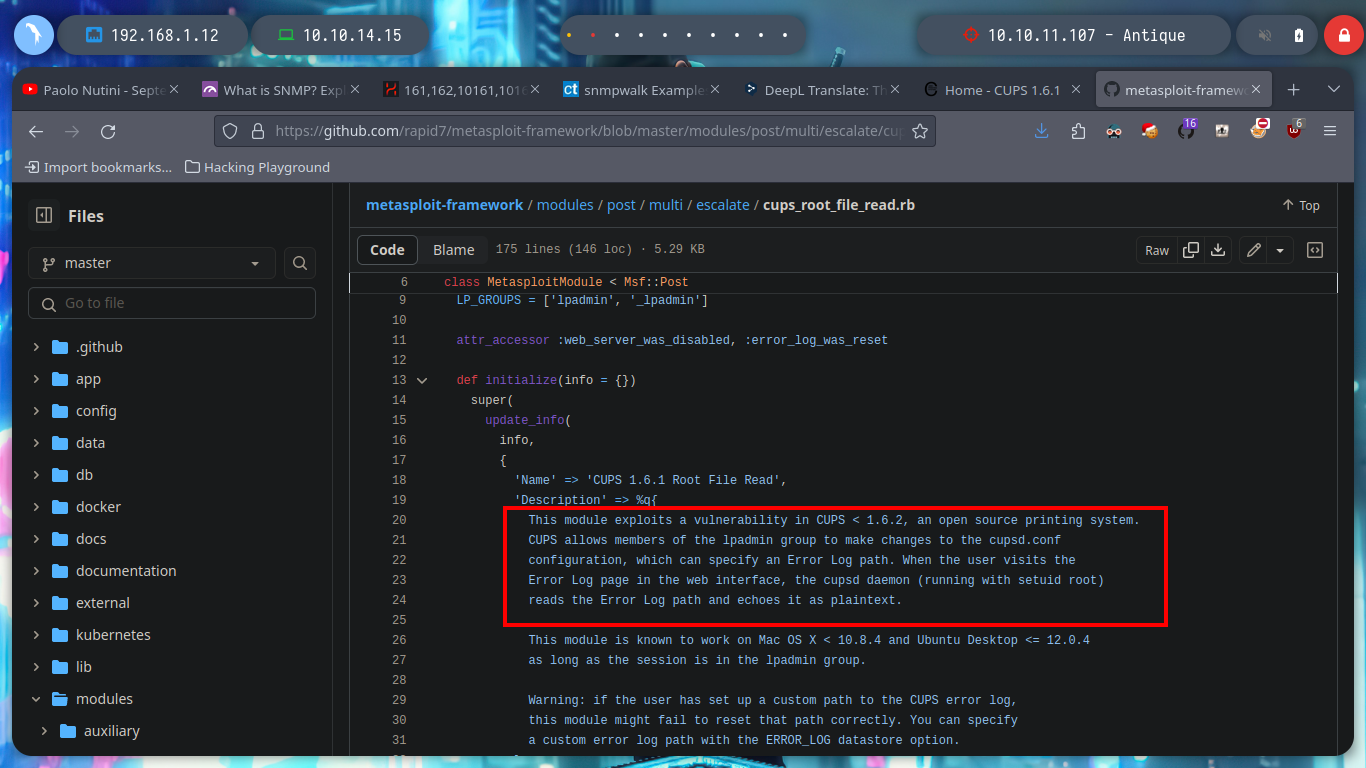 192.168.1.12
10.10.14.15
10.10.11.107 - Antique
Paolo Nutini - Septe
What is SNMP? Expl
161,162,10161,1016
snmpwalk Example
DeepL Translate: Th
Home - CUPS 1.6.1
metasploit-framewo
https://github.com/rapid7/metasploit-framework/blob/master/modules/post/multi/escalate/cup
16
6
Import bookmarks...
Hacking Playground
Files
master
Go to file
.github
app
config
data
db
docker
docs
documentation
external
kubernetes
lib
modules
auxiliary
metasploit-framework / modules / post / multi / escalate / cups_root_file_read.rb
Top
Code
Blame
175 lines (146 loc) · 5.29 KB
Raw
6 class MetasploitModule < Msf::Post
9 LP_GROUPS = ['lpadmin', '_lpadmin']
10
11 attr_accessor :web_server_was_disabled, :error_log_was_reset
12
13 def initialize(info = {})
14 super(
15 update_info(
16 info,
17 {
18 'Name' => 'CUPS 1.6.1 Root File Read',
19 'Description' => %q{
20 This module exploits a vulnerability in CUPS < 1.6.2, an open source printing system.
21 CUPS allows members of the lpadmin group to make changes to the cupsd.conf
22 configuration, which can specify an Error Log path. When the user visits the
23 Error Log page in the web interface, the cupsd daemon (running with setuid root)
24 reads the Error Log path and echoes it as plaintext.
25
26 This module is known to work on Mac OS X < 10.8.4 and Ubuntu Desktop <= 12.0.4
27 as long as the session is in the lpadmin group.
28
29 Warning: if the user has set up a custom path to the CUPS error log,
30 this module might fail to reset that path correctly. You can specify
31 a custom error log path with the ERROR_LOG datastore option.